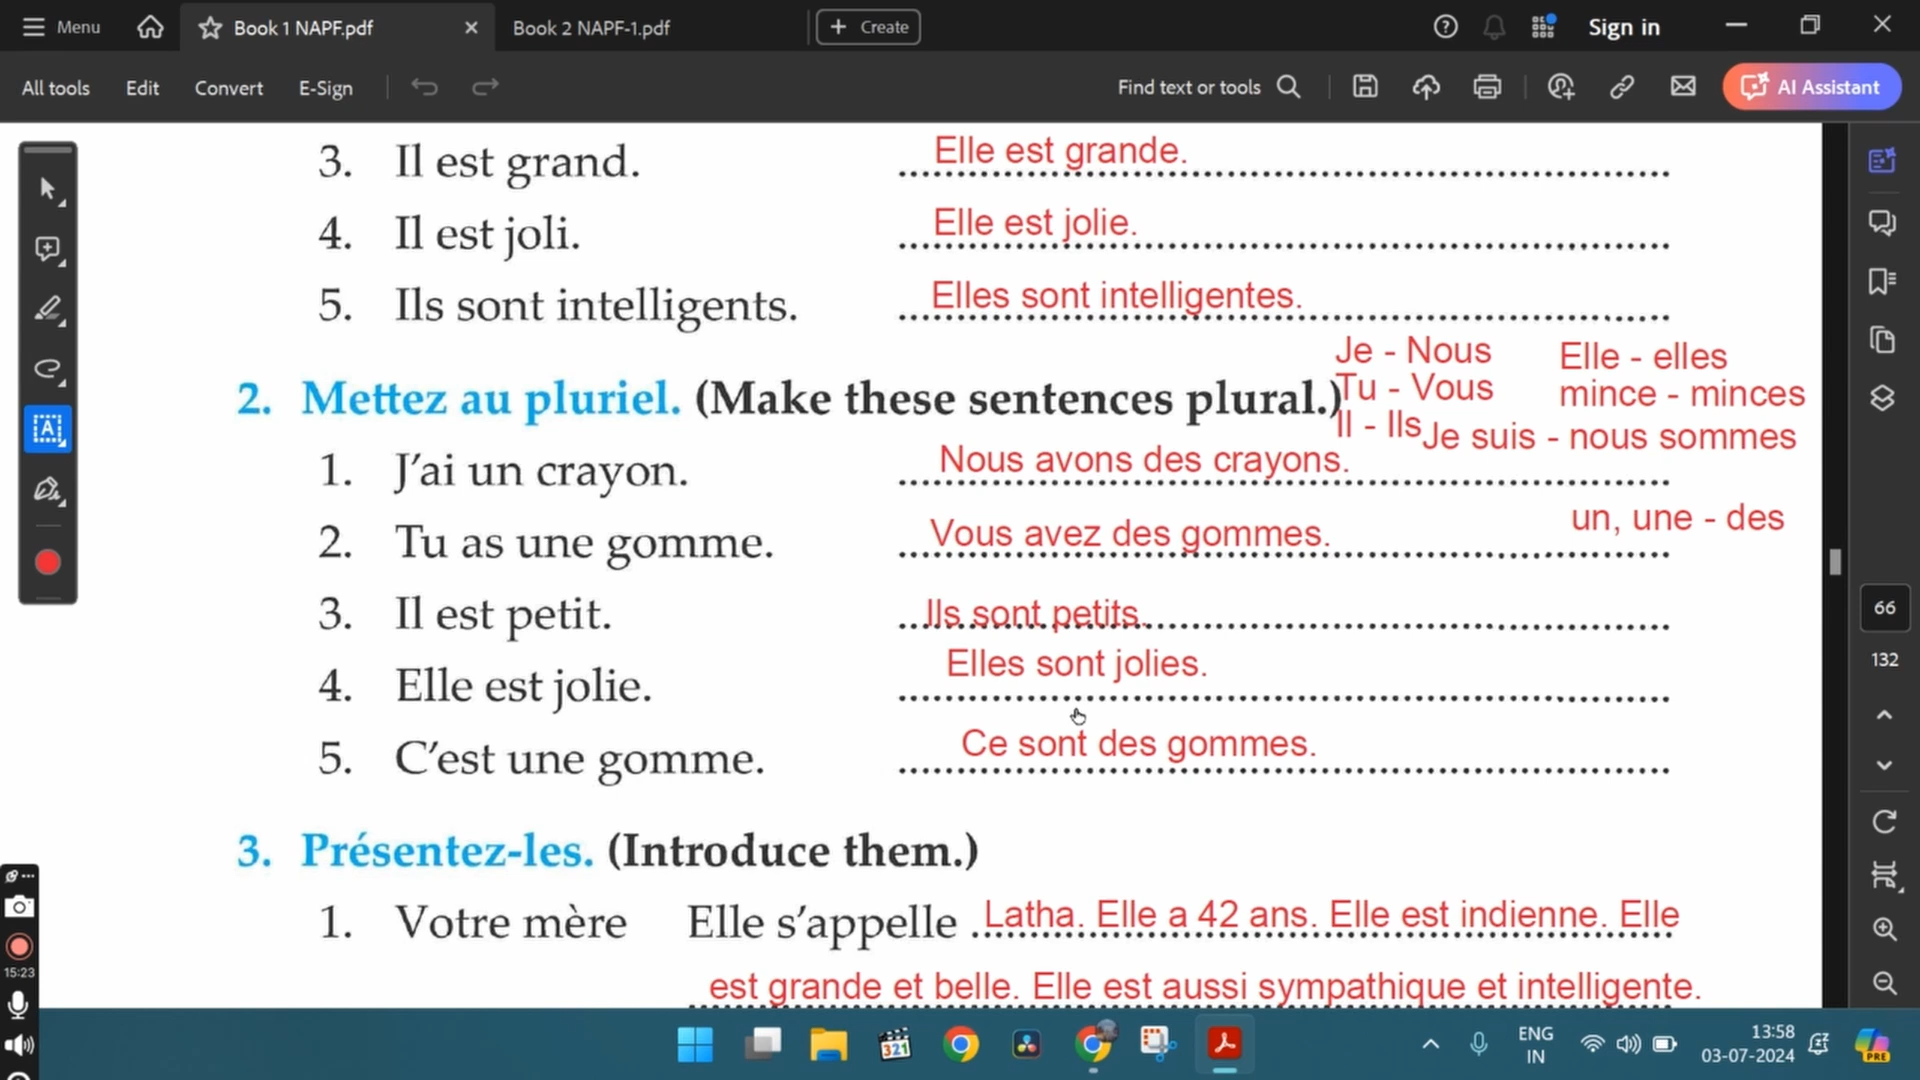 Menu
Book 1 NAPF.pdf
Book 2 NAPF-1.pdf
Create
Sign in
All tools
Edit
Convert
E-Sign
Find text or tools
AI Assistant
3. Il est grand. Elle est grande.
4. Il est joli. Elle est jolie.
5. Ils sont intelligents. Elles sont intelligentes.
Je - Nous Elle - elles
2. Mettez au pluriel. (Make these sentences plural.) Tu - Vous mince - minces
Il - Ils Je suis - nous sommes
1. J'ai un crayon. Nous avons des crayons.
un, une - des
2. Tu as une gomme. Vous avez des gommes.
3. Il est petit. Ils sont petits.
4. Elle est jolie. Elles sont jolies.
5. C'est une gomme. Ce sont des gommes.
3. Présentez-les. (Introduce them.)
1. Votre mère Elle s'appelle Latha. Elle a 42 ans. Elle est indienne. Elle
est grande et belle. Elle est aussi sympathique et intelligente.
66
132
15:23
321
ENG
IN
13:58
03-07-2024
PRE